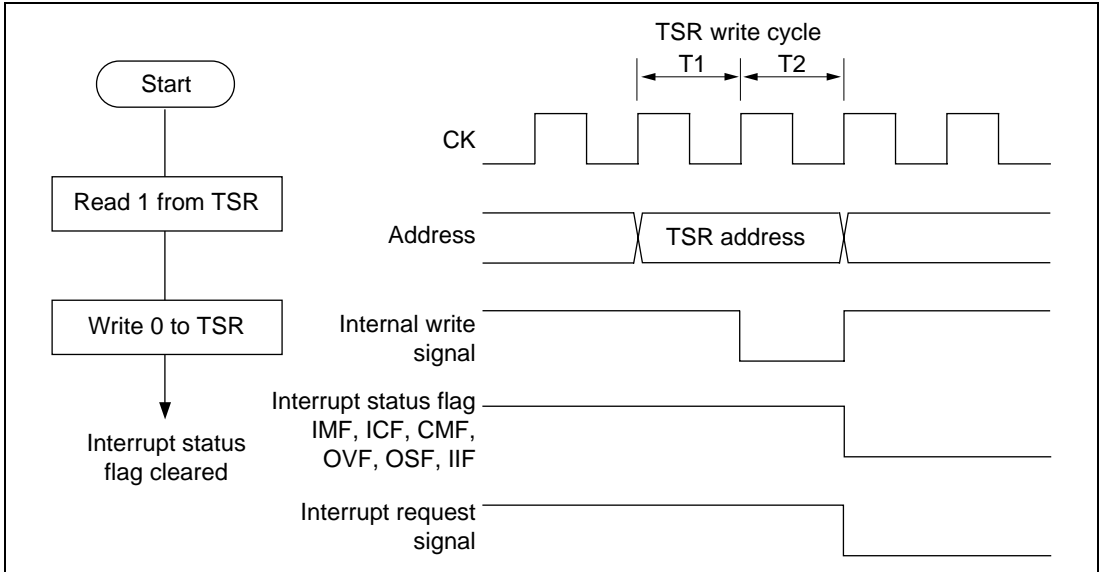 Start
Read 1 from TSR
Write 0 to TSR
Interrupt status
flag cleared
TSR write cycle
T1
T2
CK
Address
TSR address
Internal write
signal
Interrupt status flag
IMF, ICF, CMF,
OVF, OSF, IIF
Interrupt request
signal